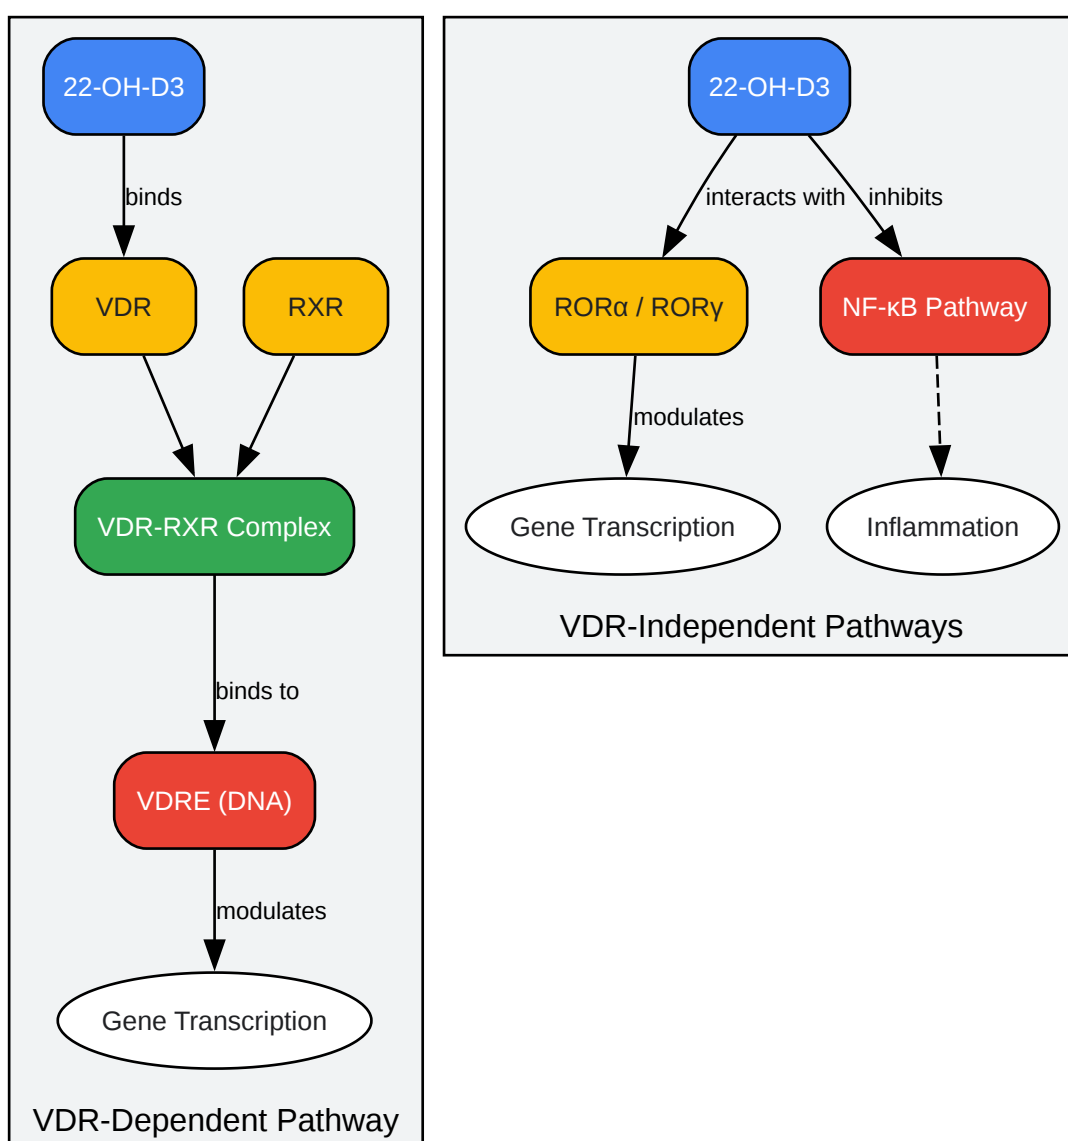 22-OH-D3
binds
VDR
RXR
VDR-RXR Complex
binds to
VDRE (DNA)
modulates
Gene Transcription
VDR-Dependent Pathway
22-OH-D3
interacts with
inhibits
RORα / RORγ
NF-κB Pathway
modulates
Gene Transcription
Inflammation
VDR-Independent Pathways